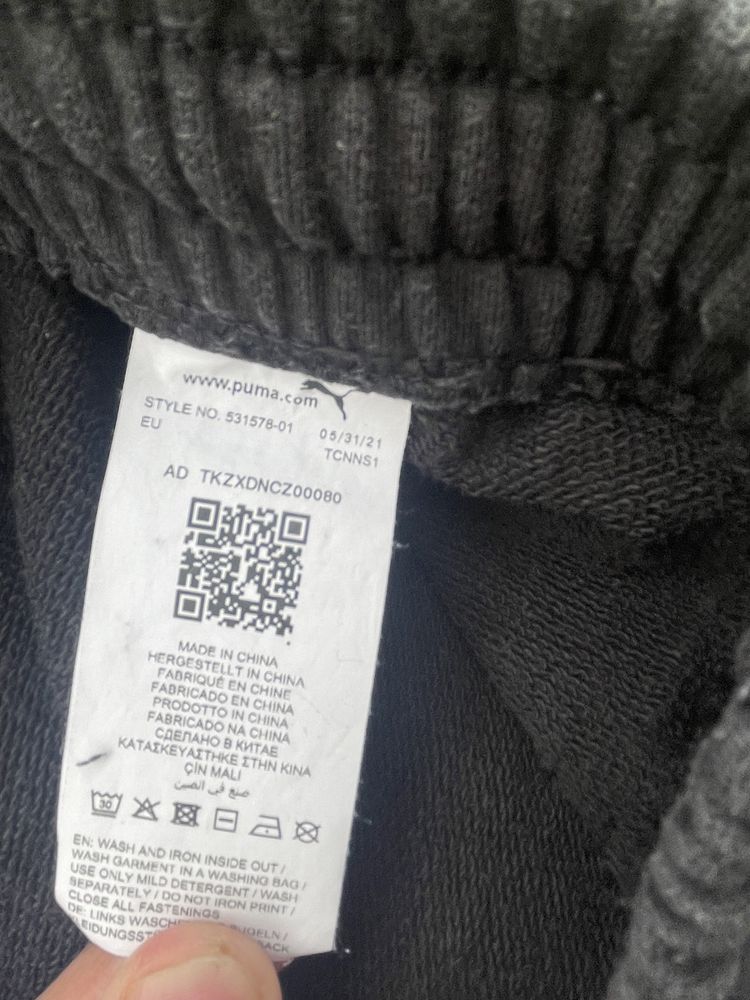 www.puma.com
STYLE NO. 531578-01 05/31/21
EU TCNNS1
AD TKZXDNCZ00080
MADE IN CHINA
HERGESTELLT IN CHINA
FABRIQUÉ EN CHINE
FABRICADO EN CHINA
PRODOTTO IN CHINA
FABRICADO NA CHINA
СДЕЛАНО В КИТАЕ
ΚΑΤΑΣΚΕΥΑΣΤΗΚΕ ΣΤΗΝ ΚΙΝΑ
ÇİN MALI
صنع في الصين
30
EN: WASH AND IRON INSIDE OUT /
WASH GARMENT IN A WASHING BAG /
USE ONLY MILD DETERGENT / WASH
SEPARATELY / DO NOT IRON PRINT /
CLOSE ALL FASTENINGS
DE: LINKS